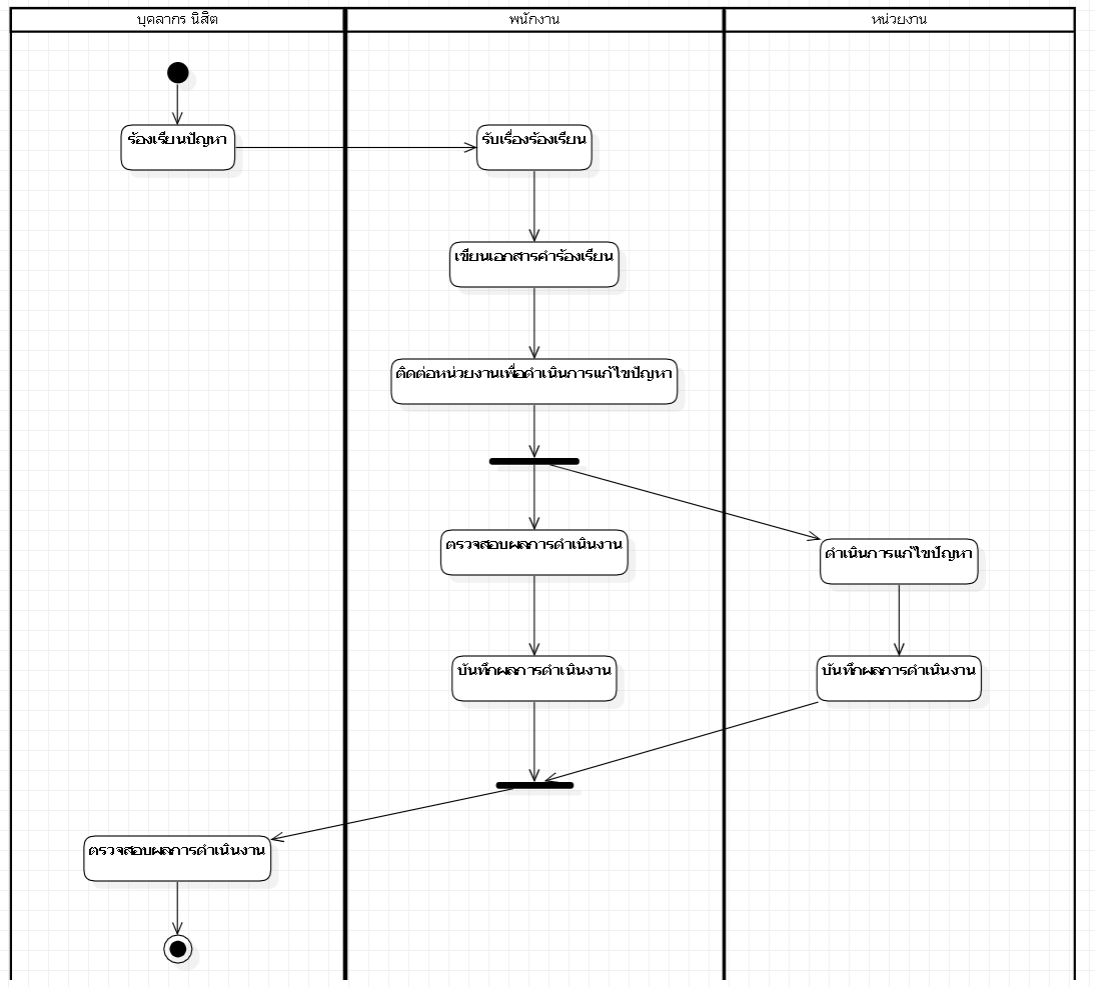 บุคลากร นิสิต
พนักงาน
หน่วยงาน
ร้องเรียนปัญหา
รับเรื่องร้องเรียน
เขียนเอกสารคำร้องเรียน
ติดต่อหน่วยงานเพื่อดำเนินการแก้ไขปัญหา
ตรวจสอบผลการดำเนินงาน
ดำเนินการแก้ไขปัญหา
บันทึกผลการดำเนินงาน
บันทึกผลการดำเนินงาน
ตรวจสอบผลการดำเนินงาน